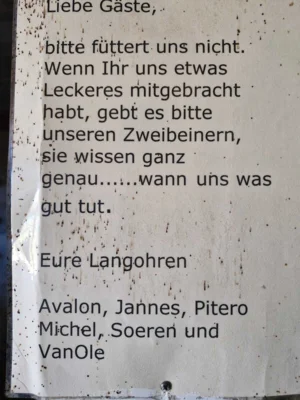 Liebe Gäste,
bitte füttert uns nicht.
Wenn Ihr uns etwas
Leckeres mitgebracht
habt, gebt es bitte
unseren Zweibeinern,
sie wissen ganz
genau......wann uns was
gut tut.
Eure Langohren
Avalon, Jannes, Pitero
Michel, Soeren und
VanOle